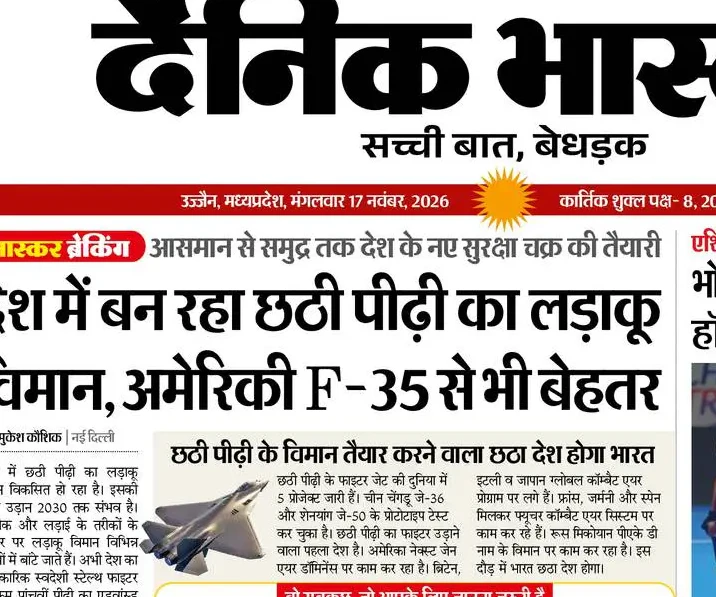 दैनिक भास्
सच्ची बात, बेधड़क
उज्जैन, मध्यप्रदेश, मंगलवार 17 नवंबर, 2026
कार्तिक शुक्ल पक्ष- 8, 20
भास्कर ब्रेकिंग आसमान से समुद्र तक देश के नए सुरक्षा चक्र की तैयारी
देश में बन रहा छठी पीढ़ी का लड़ाकू
विमान, अमेरिकी F-35 से भी बेहतर
मुकेश कौशिक | नई दिल्ली
में छठी पीढ़ी का लड़ाकू
विकसित हो रहा है। इसकी
उड़ान 2030 तक संभव है।
और लड़ाई के तरीकों के
पर लड़ाकू विमान विभिन्न
में बांटे जाते हैं। अभी देश का
स्वदेशी स्टेल्थ फाइटर
पांचवीं पीढ़ी का एडवांस्ड
छठी पीढ़ी के विमान तैयार करने वाला छठा देश होगा भारत
छठी पीढ़ी के फाइटर जेट की दुनिया में
5 प्रोजेक्ट जारी हैं। चीन चेंगडू जे-36
और शेनयांग जे-50 के प्रोटोटाइप टेस्ट
कर चुका है। छठी पीढ़ी का फाइटर उड़ाने
वाला पहला देश है। अमेरिका नेक्स्ट जेन
एयर डॉमिनेंस पर काम कर रहा है। ब्रिटेन,
इटली व जापान ग्लोबल कॉम्बैट एयर
प्रोग्राम पर लगे हैं। फ्रांस, जर्मनी और स्पेन
मिलकर फ्यूचर कॉम्बैट एयर सिस्टम पर
काम कर रहे हैं। रूस मिकोयान पीएके डी
नाम के विमान पर काम कर रहा है। इस
दौड़ में भारत छठा देश होगा।
एशि
भो
हॉ